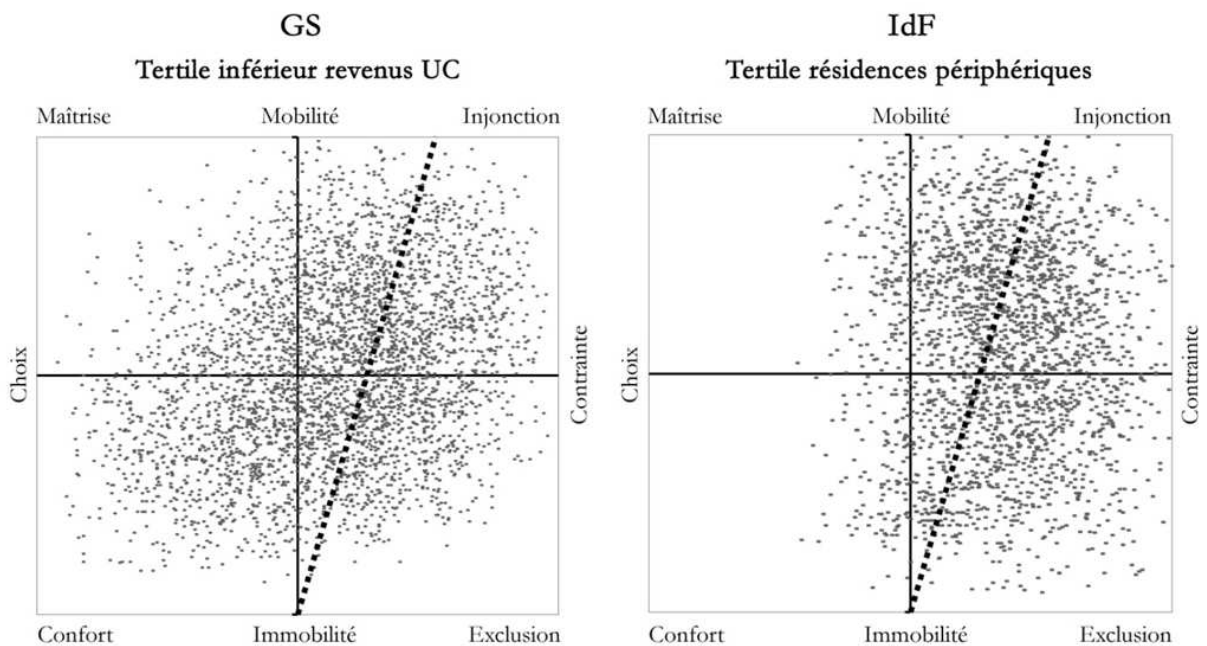 GS
Tertile inférieur revenus UC
Maîtrise Mobilité Injonction
Choix
Contrainte
Confort Immobilité Exclusion
IdF
Tertile résidences périphériques
Maîtrise Mobilité Injonction
Choix
Contrainte
Confort Immobilité Exclusion